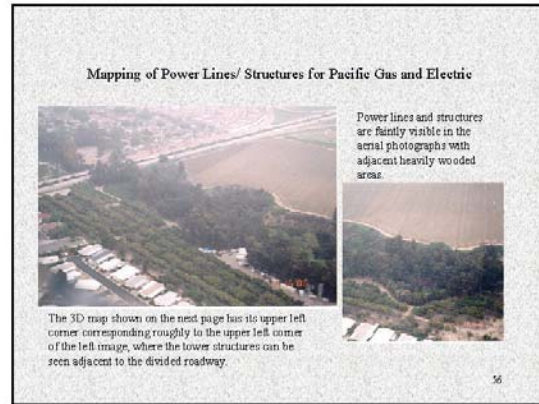 Mapping of Power Lines/ Structures for Pacific Gas and Electric
Power lines and structures
are faintly visible in the
aerial photographs with
adjacent heavily wooded
areas.
The 3D map shown on the next page has its upper left
corner corresponding roughly to the upper left corner
of the left image, where the tower structures can be
seen adjacent to the divided roadway.
56